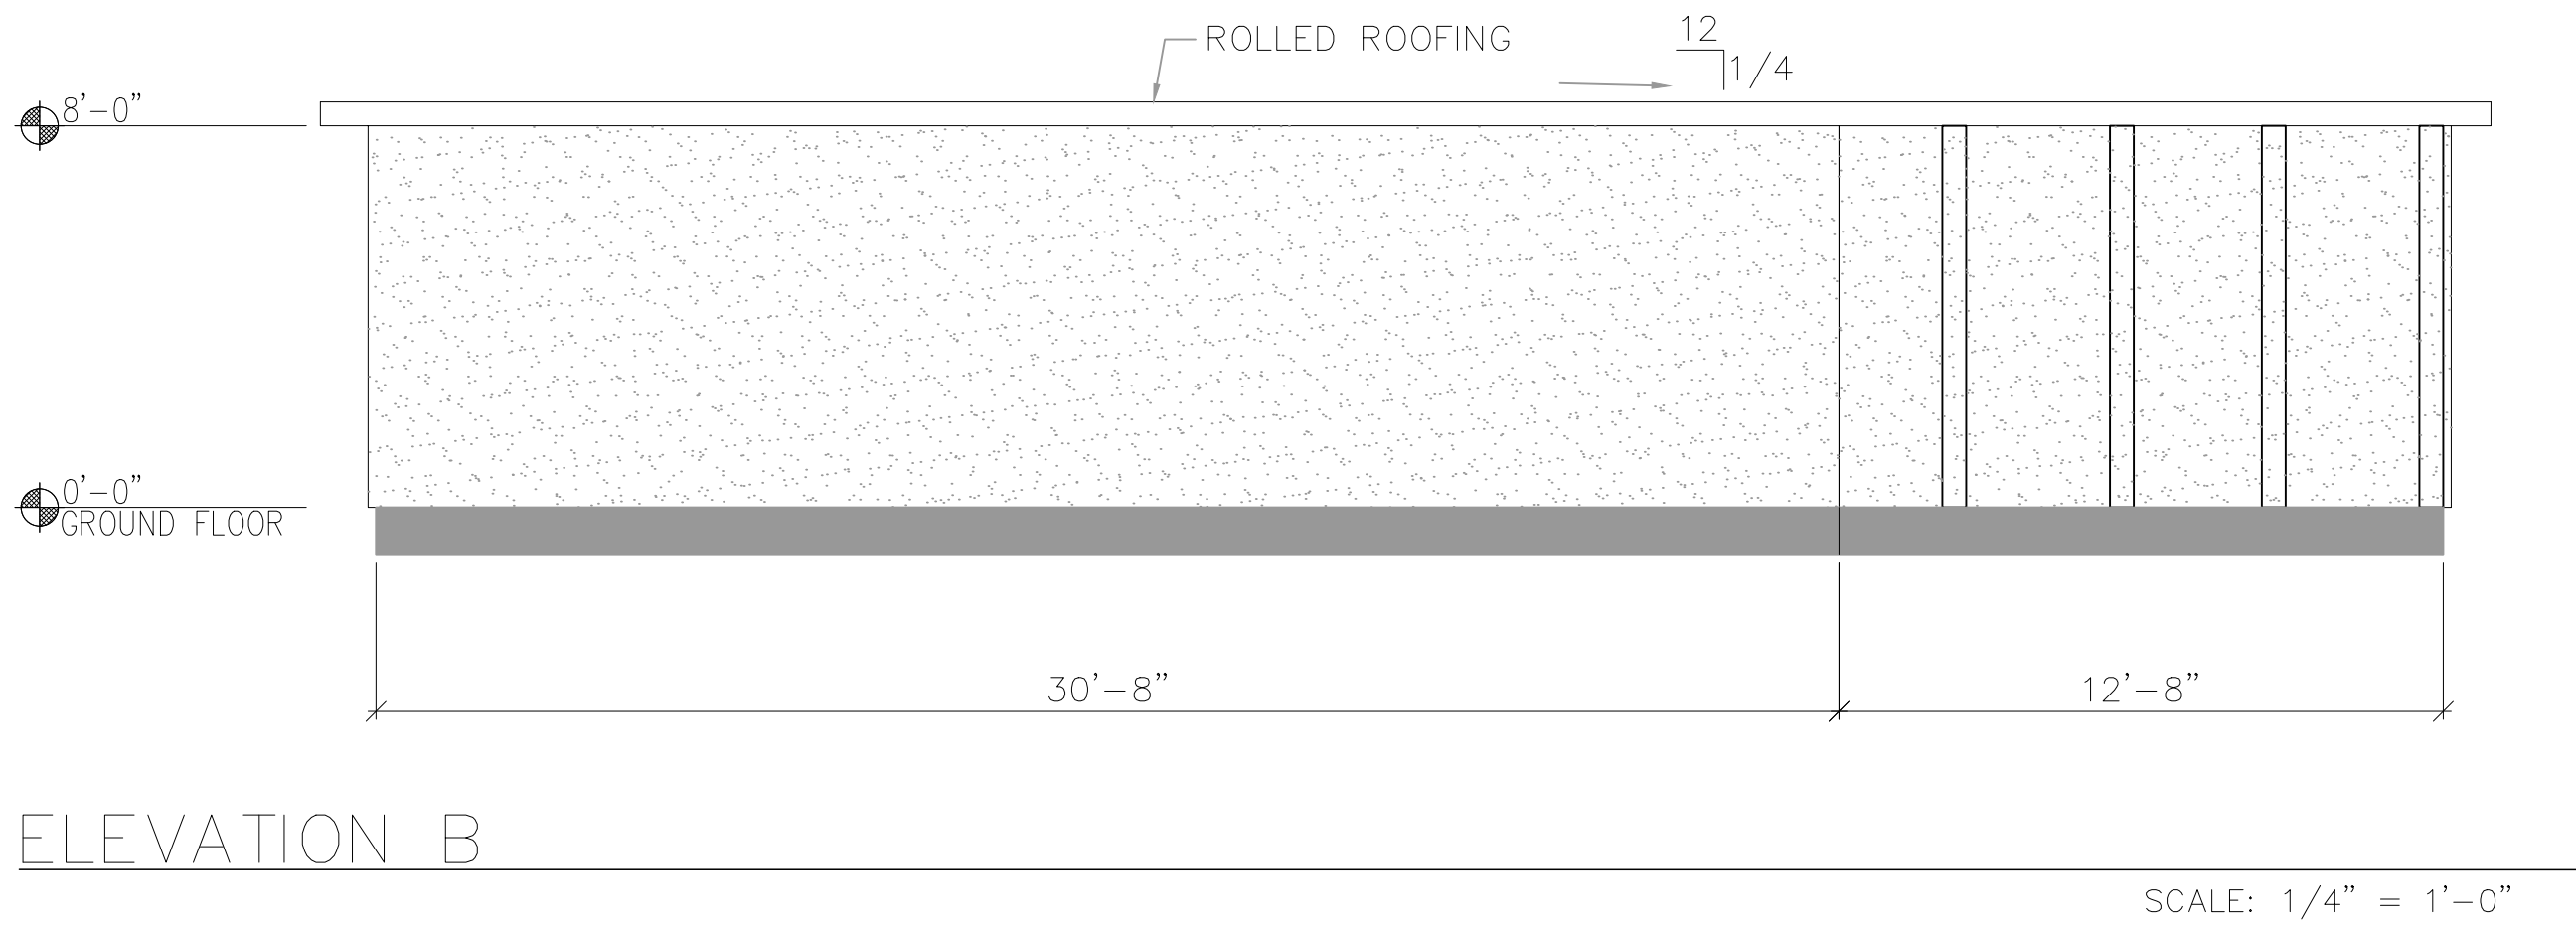 ROLLED ROOFING
12
1/4
8'-0"
0'-0"
GROUND FLOOR
30'-8"
12'-8"
ELEVATION B
SCALE: 1/4" = 1'-0"